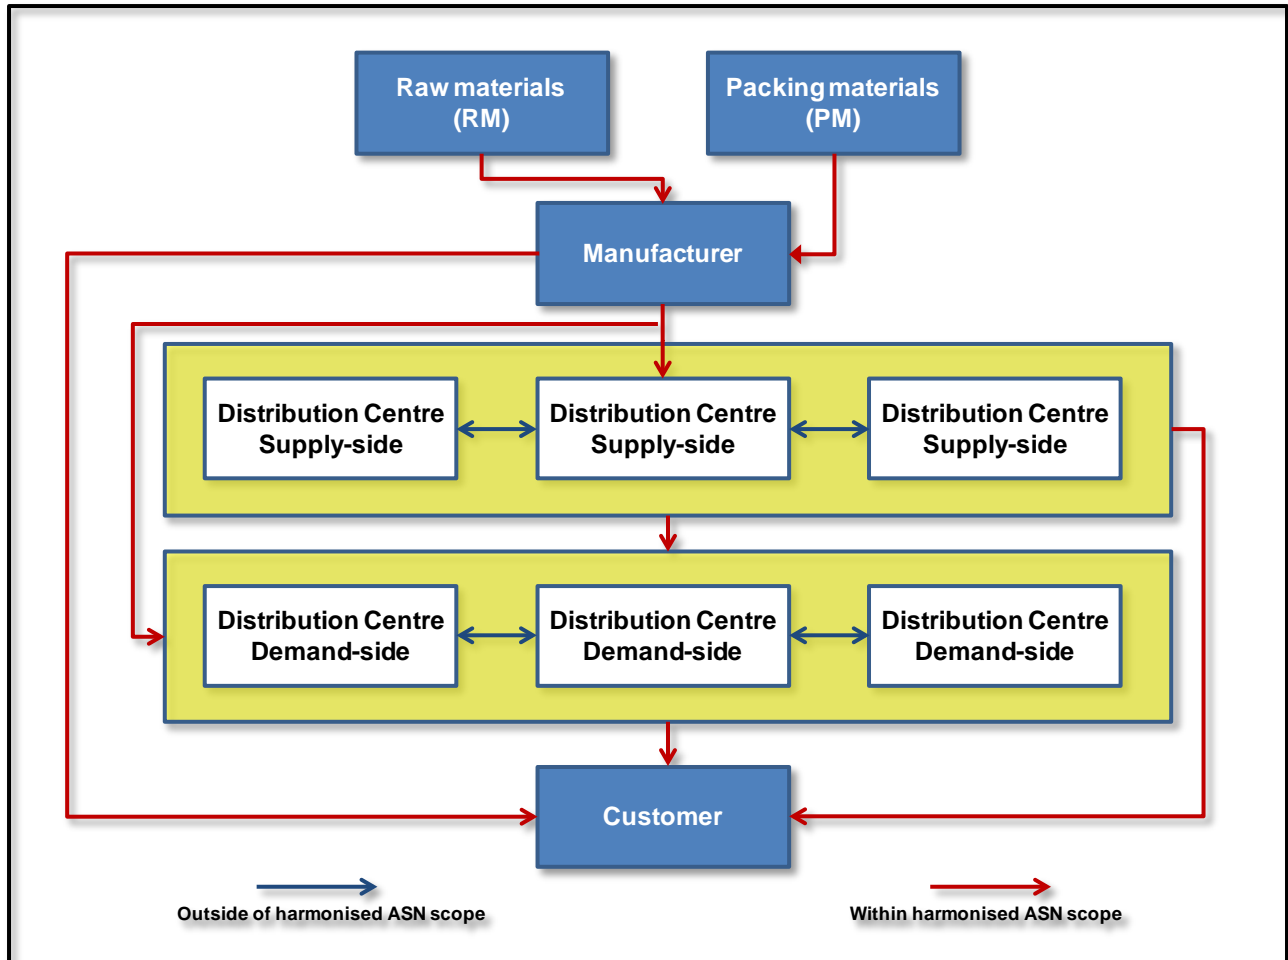 Raw materials
(RM)
Packing materials
(PM)
Manufacturer
Distribution Centre
Supply-side
Distribution Centre
Supply-side
Distribution Centre
Supply-side
Distribution Centre
Demand-side
Distribution Centre
Demand-side
Distribution Centre
Demand-side
Customer
Outside of harmonised ASN scope
Within harmonised ASN scope